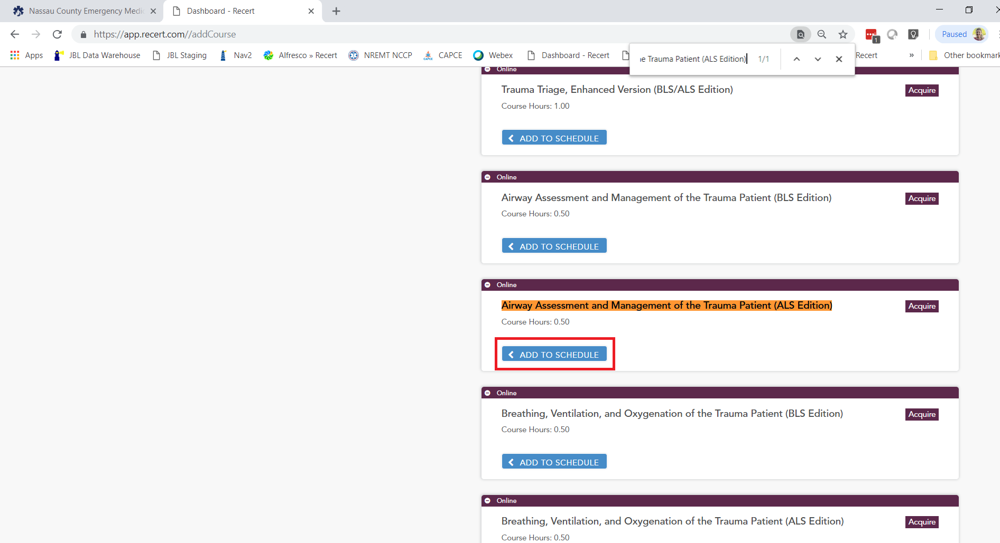 Nassau County Emergency Medic
Dashboard - Recert
https://app.recert.com//addCourse
Paused
1
Apps
JBL Data Warehouse
JBL Staging
Nav2
Alfresco » Recert
NREMT NCCP
CAPCE
CAPCE
Webex
Dashboard - Recert
Recert
»
Other bookmark
e Trauma Patient (ALS Edition)
1/1
Online
Trauma Triage, Enhanced Version (BLS/ALS Edition)
Acquire
Course Hours: 1.00
ADD TO SCHEDULE
Online
Airway Assessment and Management of the Trauma Patient (BLS Edition)
Acquire
Course Hours: 0.50
ADD TO SCHEDULE
Online
Airway Assessment and Management of the Trauma Patient (ALS Edition)
Acquire
Course Hours: 0.50
ADD TO SCHEDULE
Online
Breathing, Ventilation, and Oxygenation of the Trauma Patient (BLS Edition)
Acquire
Course Hours: 0.50
ADD TO SCHEDULE
Online
Breathing, Ventilation, and Oxygenation of the Trauma Patient (ALS Edition)
Acquire
Course Hours: 0.50